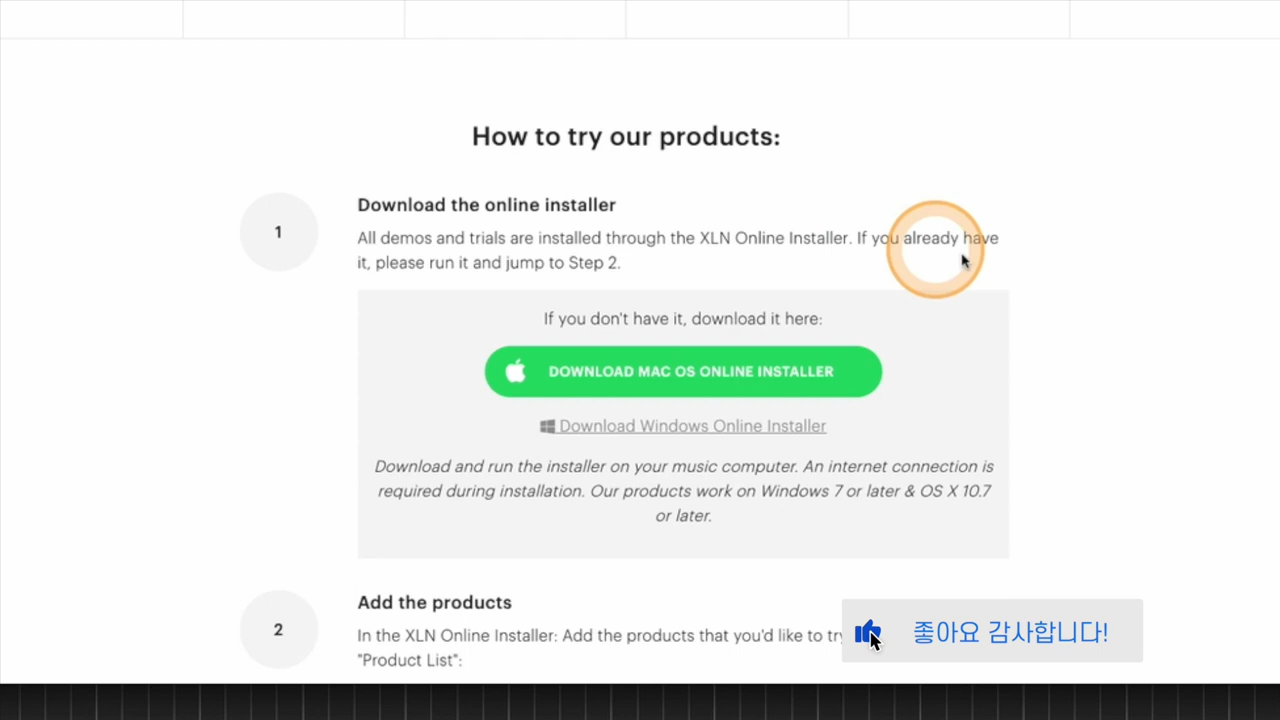 How to try our products:
1
Download the online installer
All demos and trials are installed through the XLN Online Installer. If you already have
it, please run it and jump to Step 2.
If you don't have it, download it here:
DOWNLOAD MAC OS ONLINE INSTALLER
Download Windows Online Installer
Download and run the installer on your music computer. An internet connection is
required during installation. Our products work on Windows 7 or later & OS X 10.7
or later.
2
Add the products
In the XLN Online Installer: Add the products that you'd like to try
"Product List":
좋아요 감사합니다!